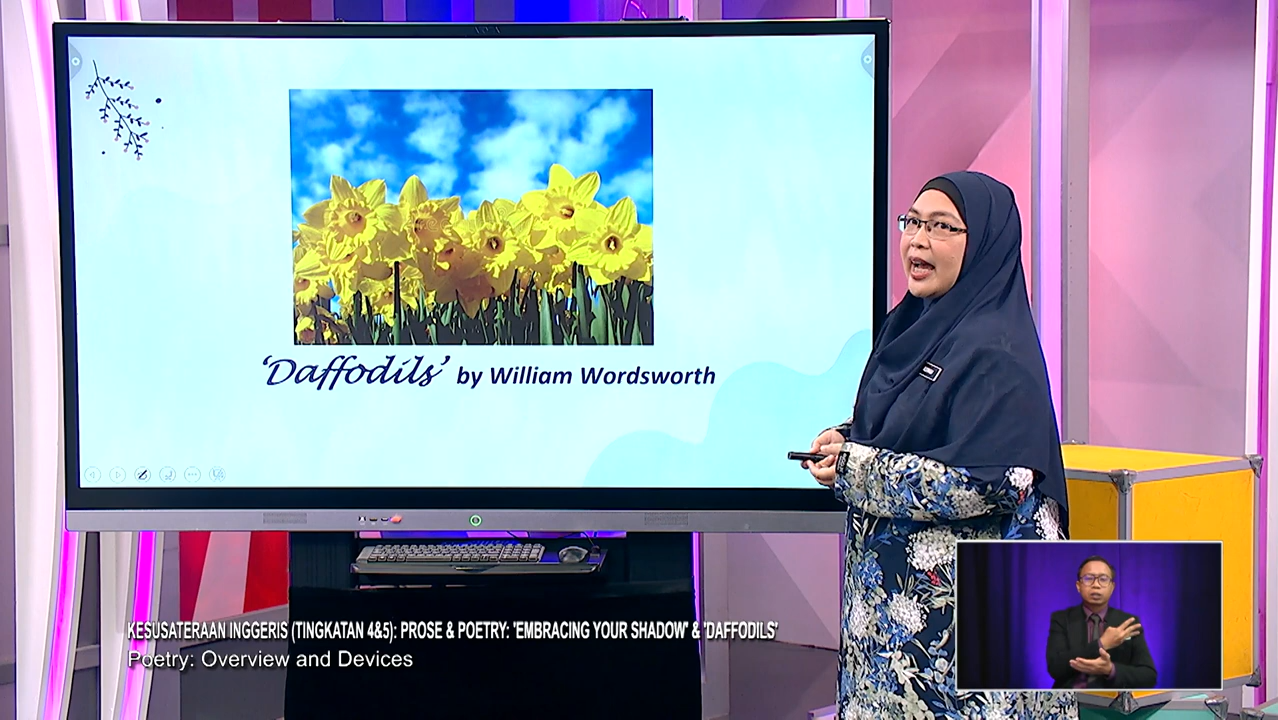 ‘Daffodils’ by William Wordsworth
KESUSATERAAN INGGERIS (TINGKATAN 4&5): PROSE & POETRY: 'EMBRACING YOUR SHADOW' & 'DAFFODILS'
Poetry: Overview and Devices